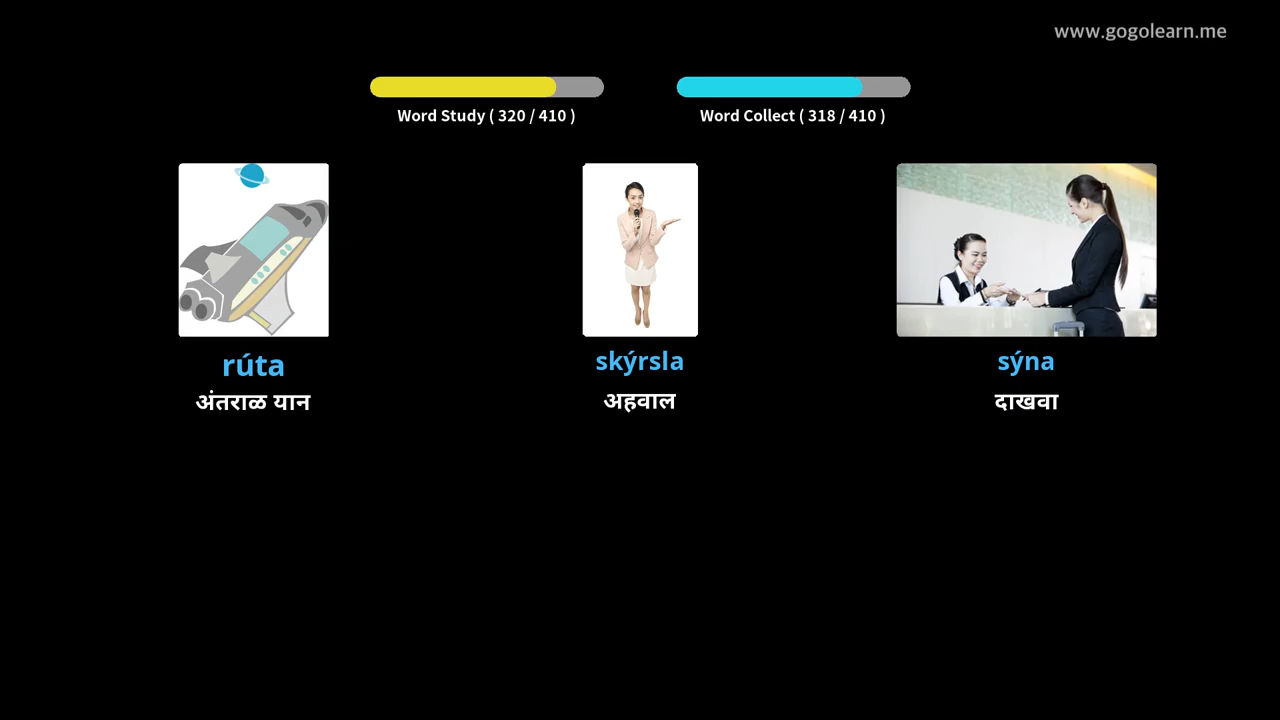 www.gogolearn.me
Word Study ( 320 / 410 )
Word Collect ( 318 / 410 )
rúta
skýrsla
sýna
अंतराळ यान
अहवाल
दाखवा